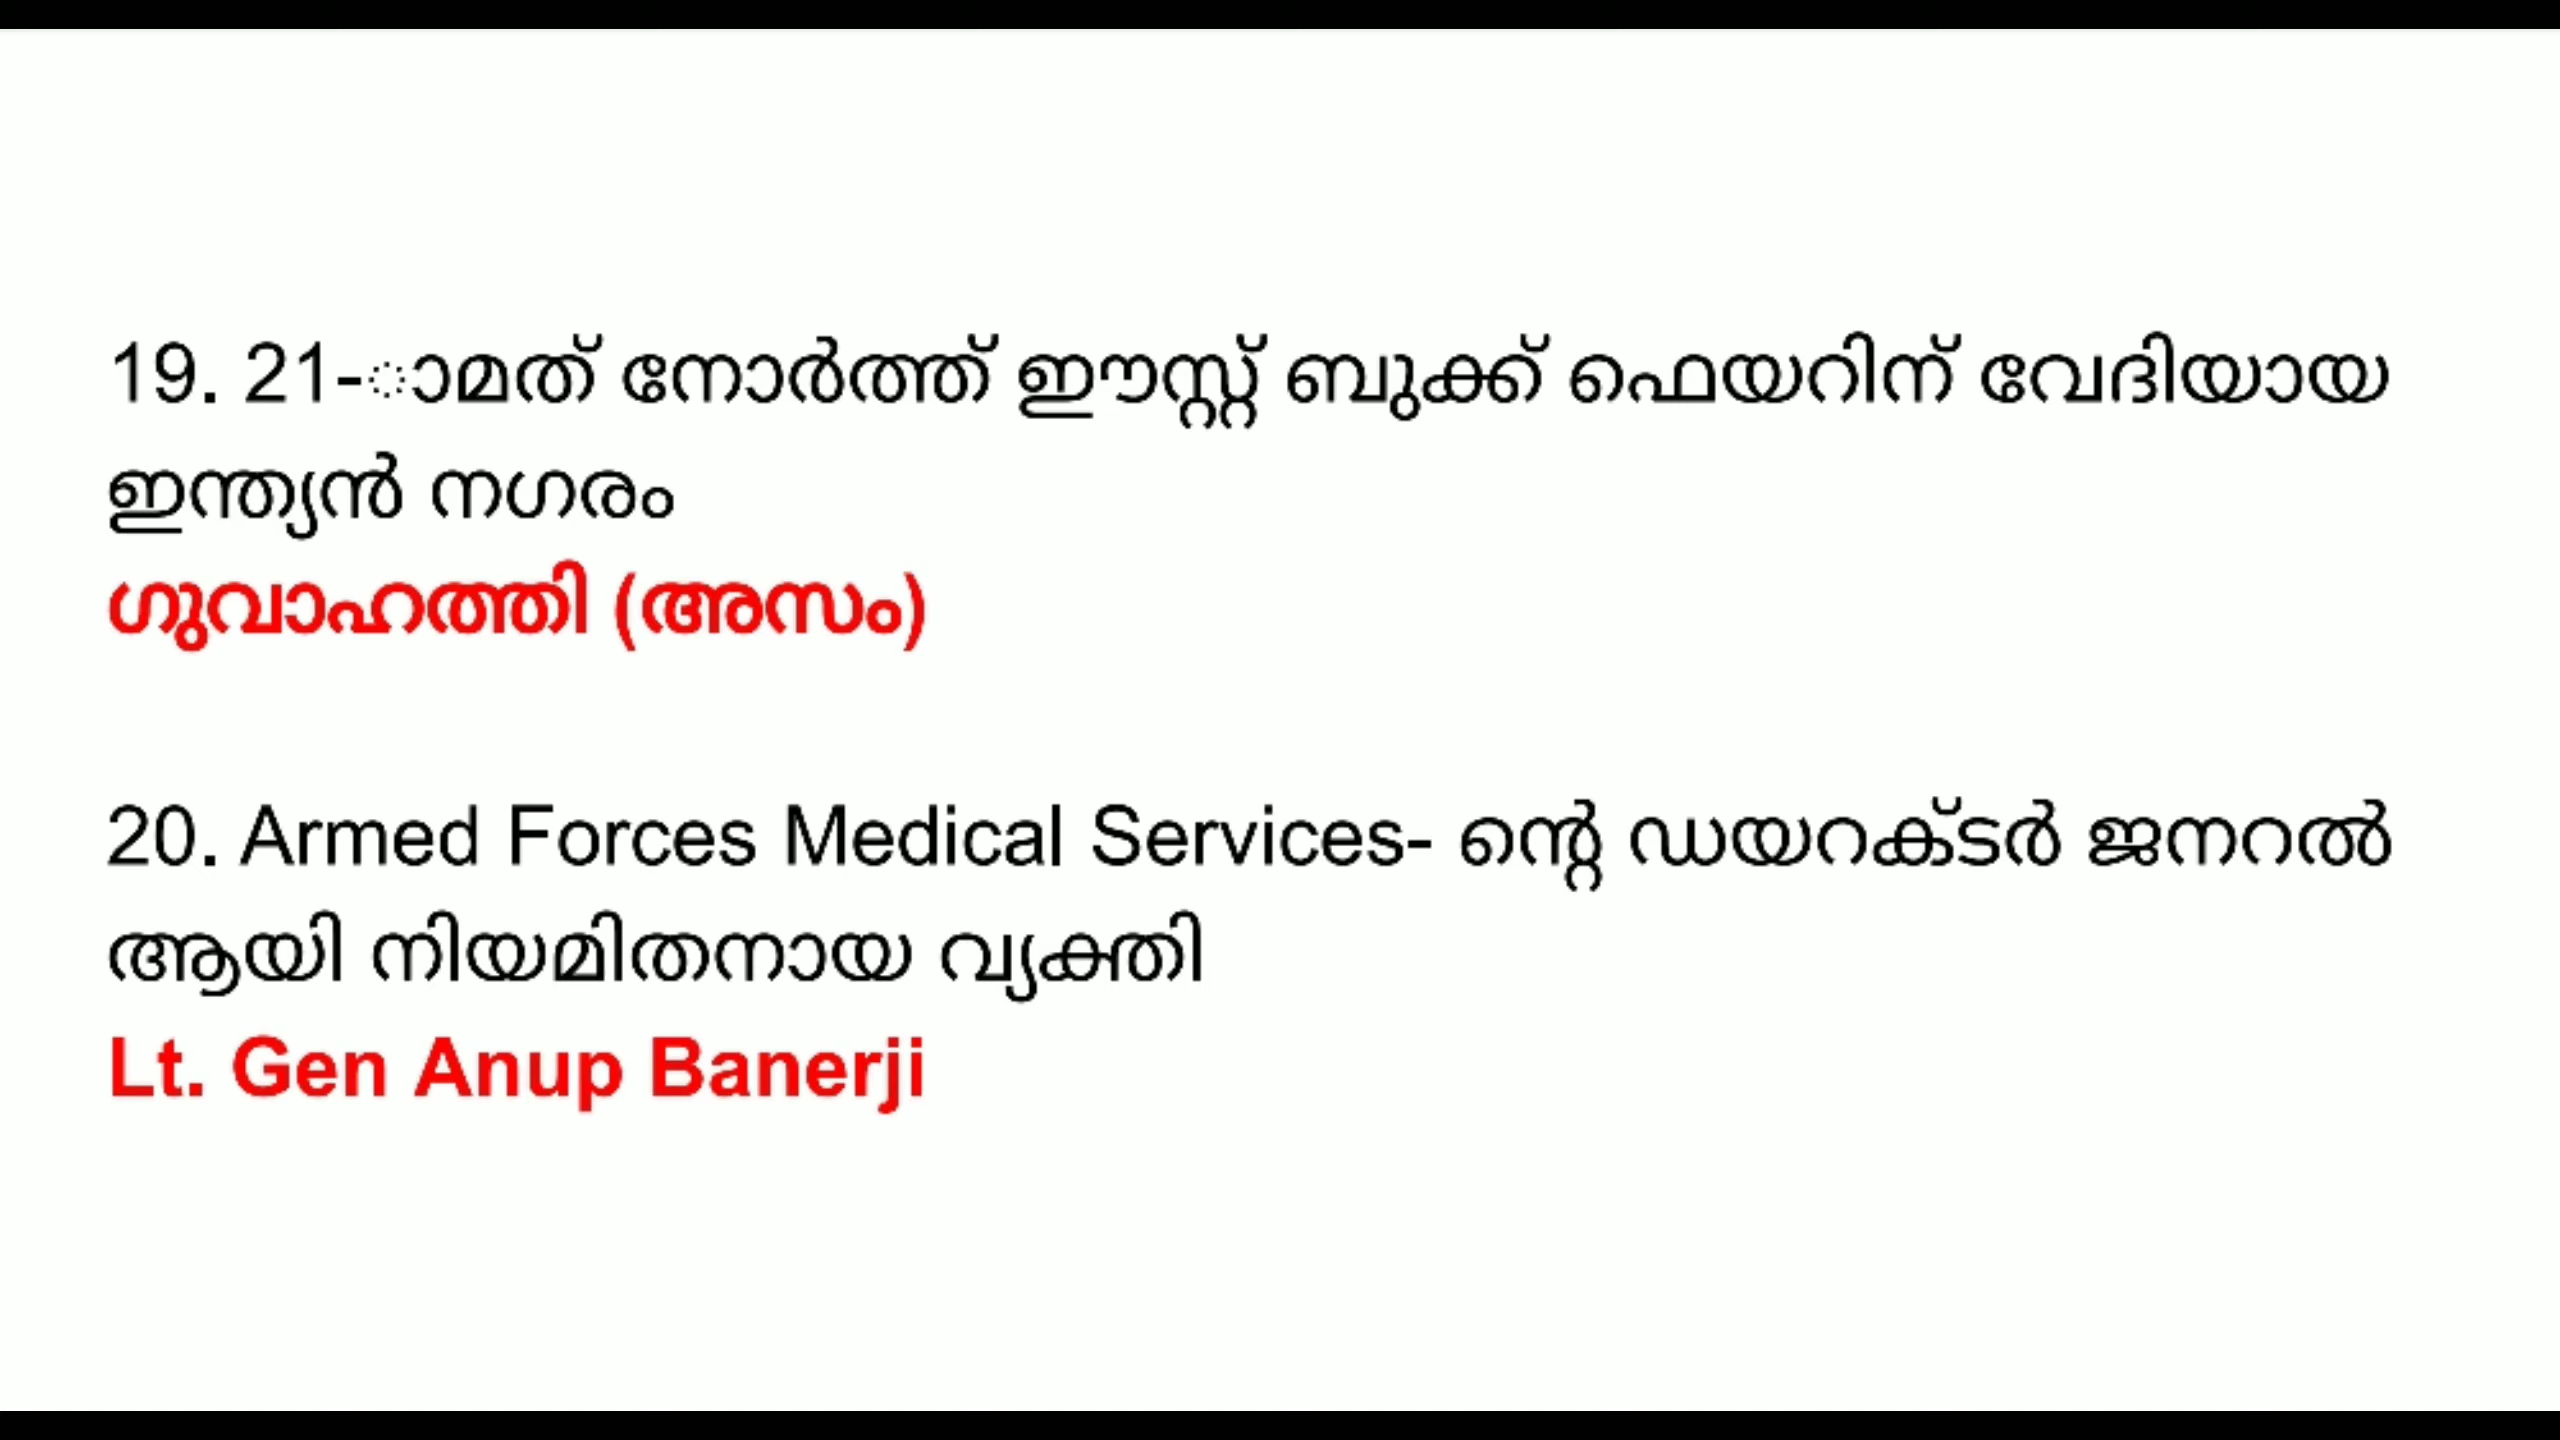 19. 21-ാമത് നോർത്ത് ഈസ്റ്റ് ബുക്ക് ഫെയറിന് വേദിയായ
ഇന്ത്യൻ നഗരം
ഗുവാഹത്തി (അസം)
20. Armed Forces Medical Services- ന്റെ ഡയറക്ടർ ജനറൽ
ആയി നിയമിതനായ വ്യക്തി
Lt. Gen Anup Banerji